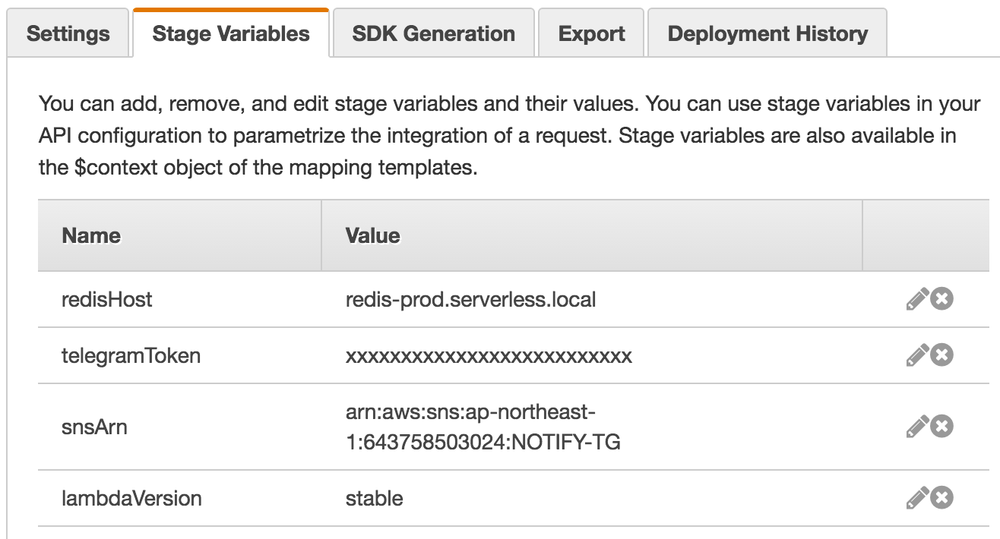 Settings
Stage Variables
SDK Generation
Export
Deployment History
You can add, remove, and edit stage variables and their values. You can use stage variables in your
API configuration to parametrize the integration of a request. Stage variables are also available in
the $context object of the mapping templates.
Name Value
redisHost redis-prod.serverless.local
telegramToken xxxxxxxxxxxxxxxxxxxxxxxxxx
snsArn arn:aws:sns:ap-northeast-
1:643758503024:NOTIFY-TG
lambdaVersion stable